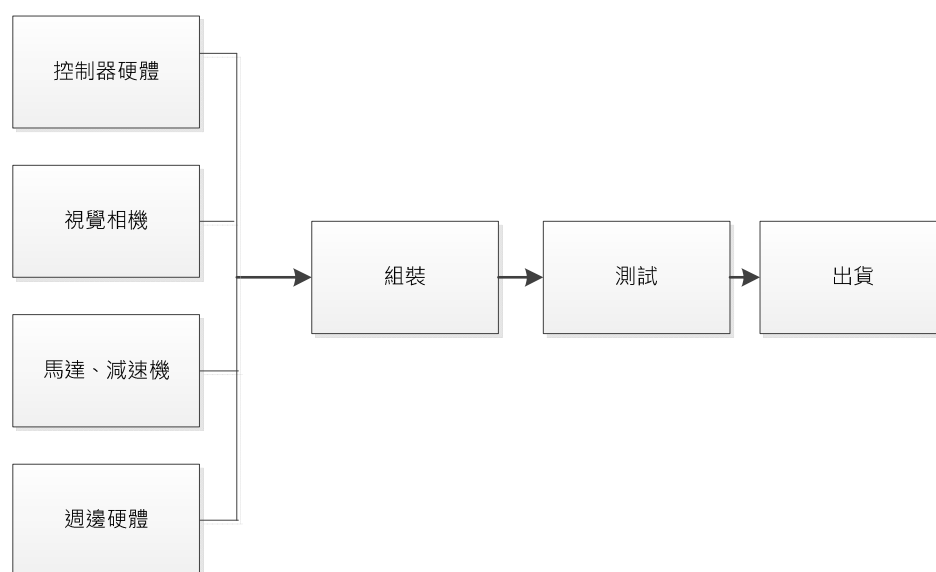 控制器硬體
視覺相機
馬達、減速機
週邊硬體
組裝
測試
出貨